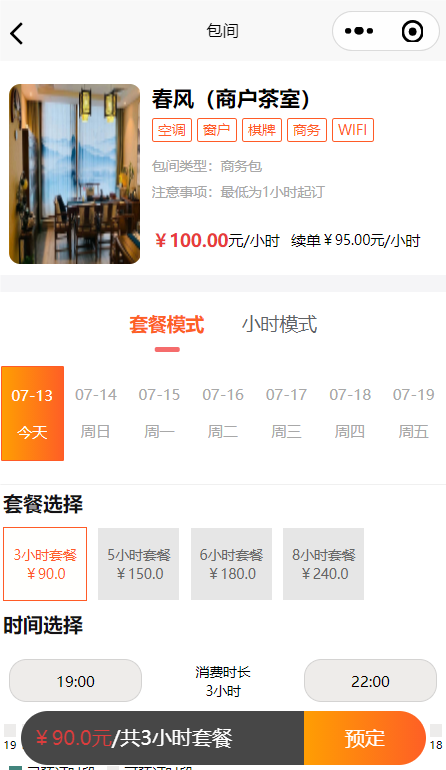 包间
春风（商户茶室）
空调 窗户 棋牌 商务 WIFI
包间类型：商务包
注意事项：最低为1小时起订
￥100.00元/小时 续单￥95.00元/小时
套餐模式 小时模式
07-13 07-14 07-15 07-16 07-17 07-18 07-19
今天 周日 周一 周二 周三 周四 周五
套餐选择
3小时套餐 5小时套餐 6小时套餐 8小时套餐
￥90.0 ￥150.0 ￥180.0 ￥240.0
时间选择
19:00 消费时长 22:00
3小时
￥90.0元/共3小时套餐 预定
19 18